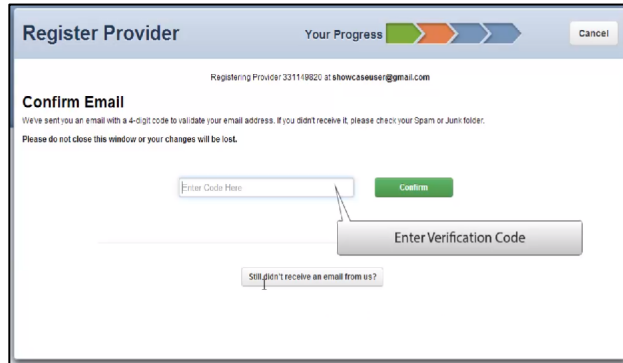 Register Provider
Your Progress
Cancel
Registering Provider 331149820 at showcaseuser@gmail.com
Confirm Email
We've sent you an email with a 4-digit code to validate your email address. If you didn't receive it, please check your Spam or Junk folder.
Please do not close this window or your changes will be lost.
Enter Code Here
Confirm
Enter Verification Code
Still didn't receive an email from us?